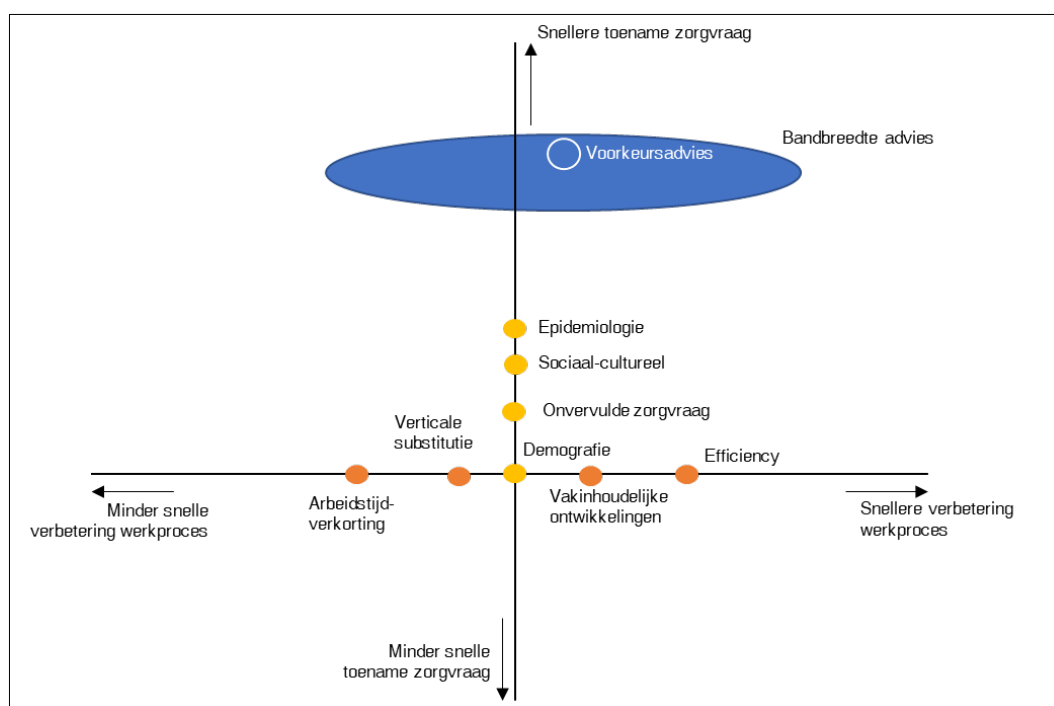 Snellere toename zorgvraag
Bandbreedte advies
Voorkeursadvies
Epidemiologie
Sociaal-cultureel
Onvervulde zorgvraag
Verticale
substitutie
Demografie
Efficiency
Arbeidstijd-
verkorting
Vakinhoudelijke
ontwikkelingen
Minder snelle
verbetering werkproces
Snellere verbetering
werkproces
Minder snelle
toename zorgvraag